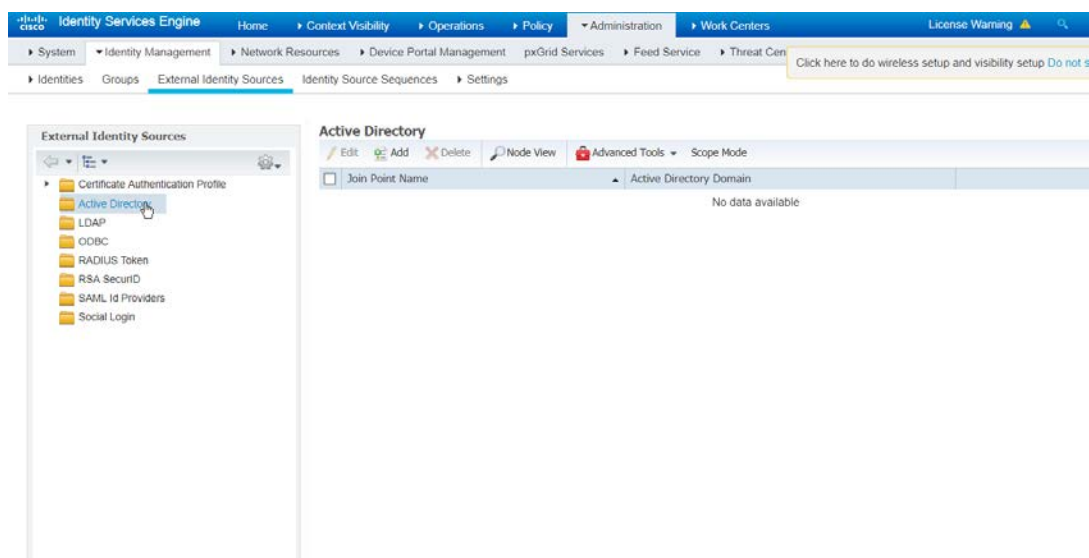 cisco Identity Services Engine Home Context Visibility Operations Policy Administration Work Centers License Warning
System Identity Management Network Resources Device Portal Management pxGrid Services Feed Service Threat Cen
Click here to do wireless setup and visibility setup Do not s
Identities Groups External Identity Sources Identity Source Sequences Settings
External Identity Sources
Certificate Authentication Profile
Active Directory
LDAP
ODBC
RADIUS Token
RSA SecurID
SAML Id Providers
Social Login
Active Directory
Edit Add Delete Node View Advanced Tools Scope Mode
Join Point Name Active Directory Domain
No data available